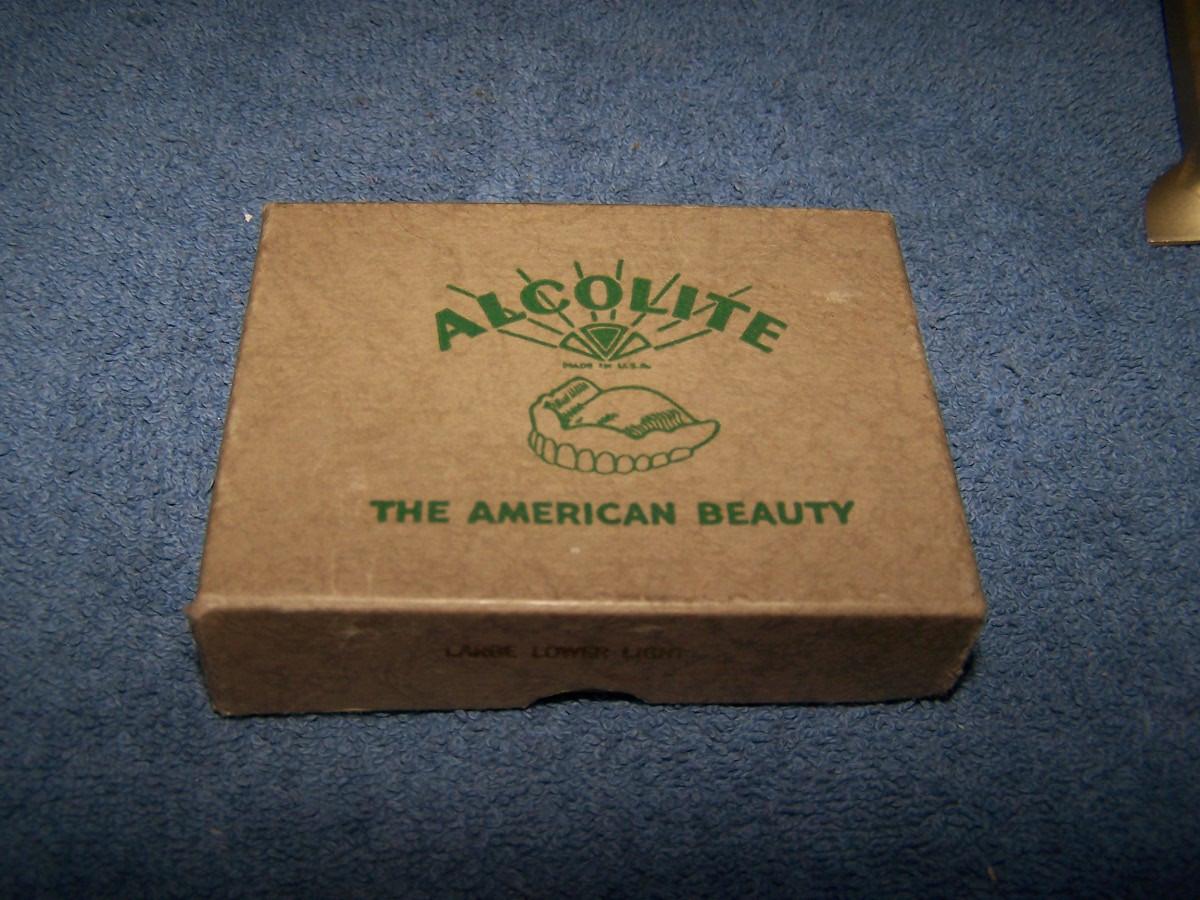 ALCOLITE
MADE IN U.S.A.
THE AMERICAN BEAUTY
LARGE LOWER LIGHT